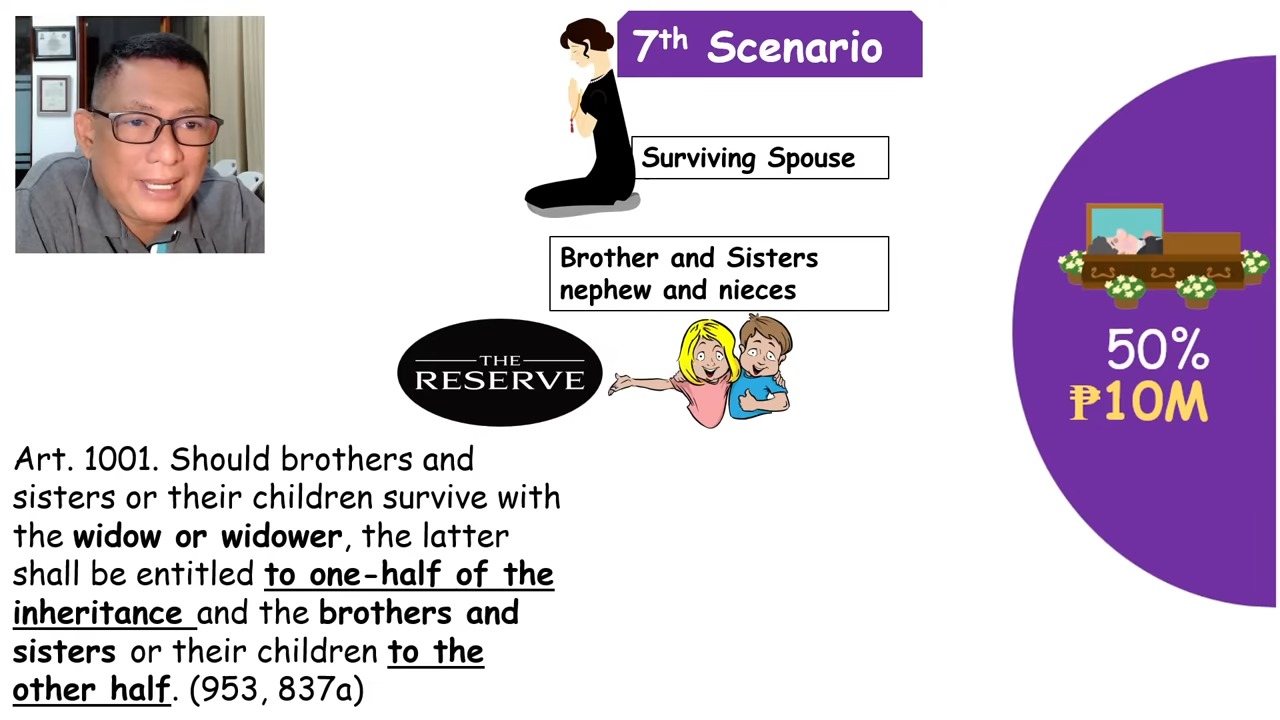 7th Scenario
Surviving Spouse
Brother and Sisters
nephew and nieces
THE
RESERVE
50%
₱10M
Art. 1001. Should brothers and
sisters or their children survive with
the widow or widower, the latter
shall be entitled to one-half of the
inheritance and the brothers and
sisters or their children to the
other half. (953, 837a)